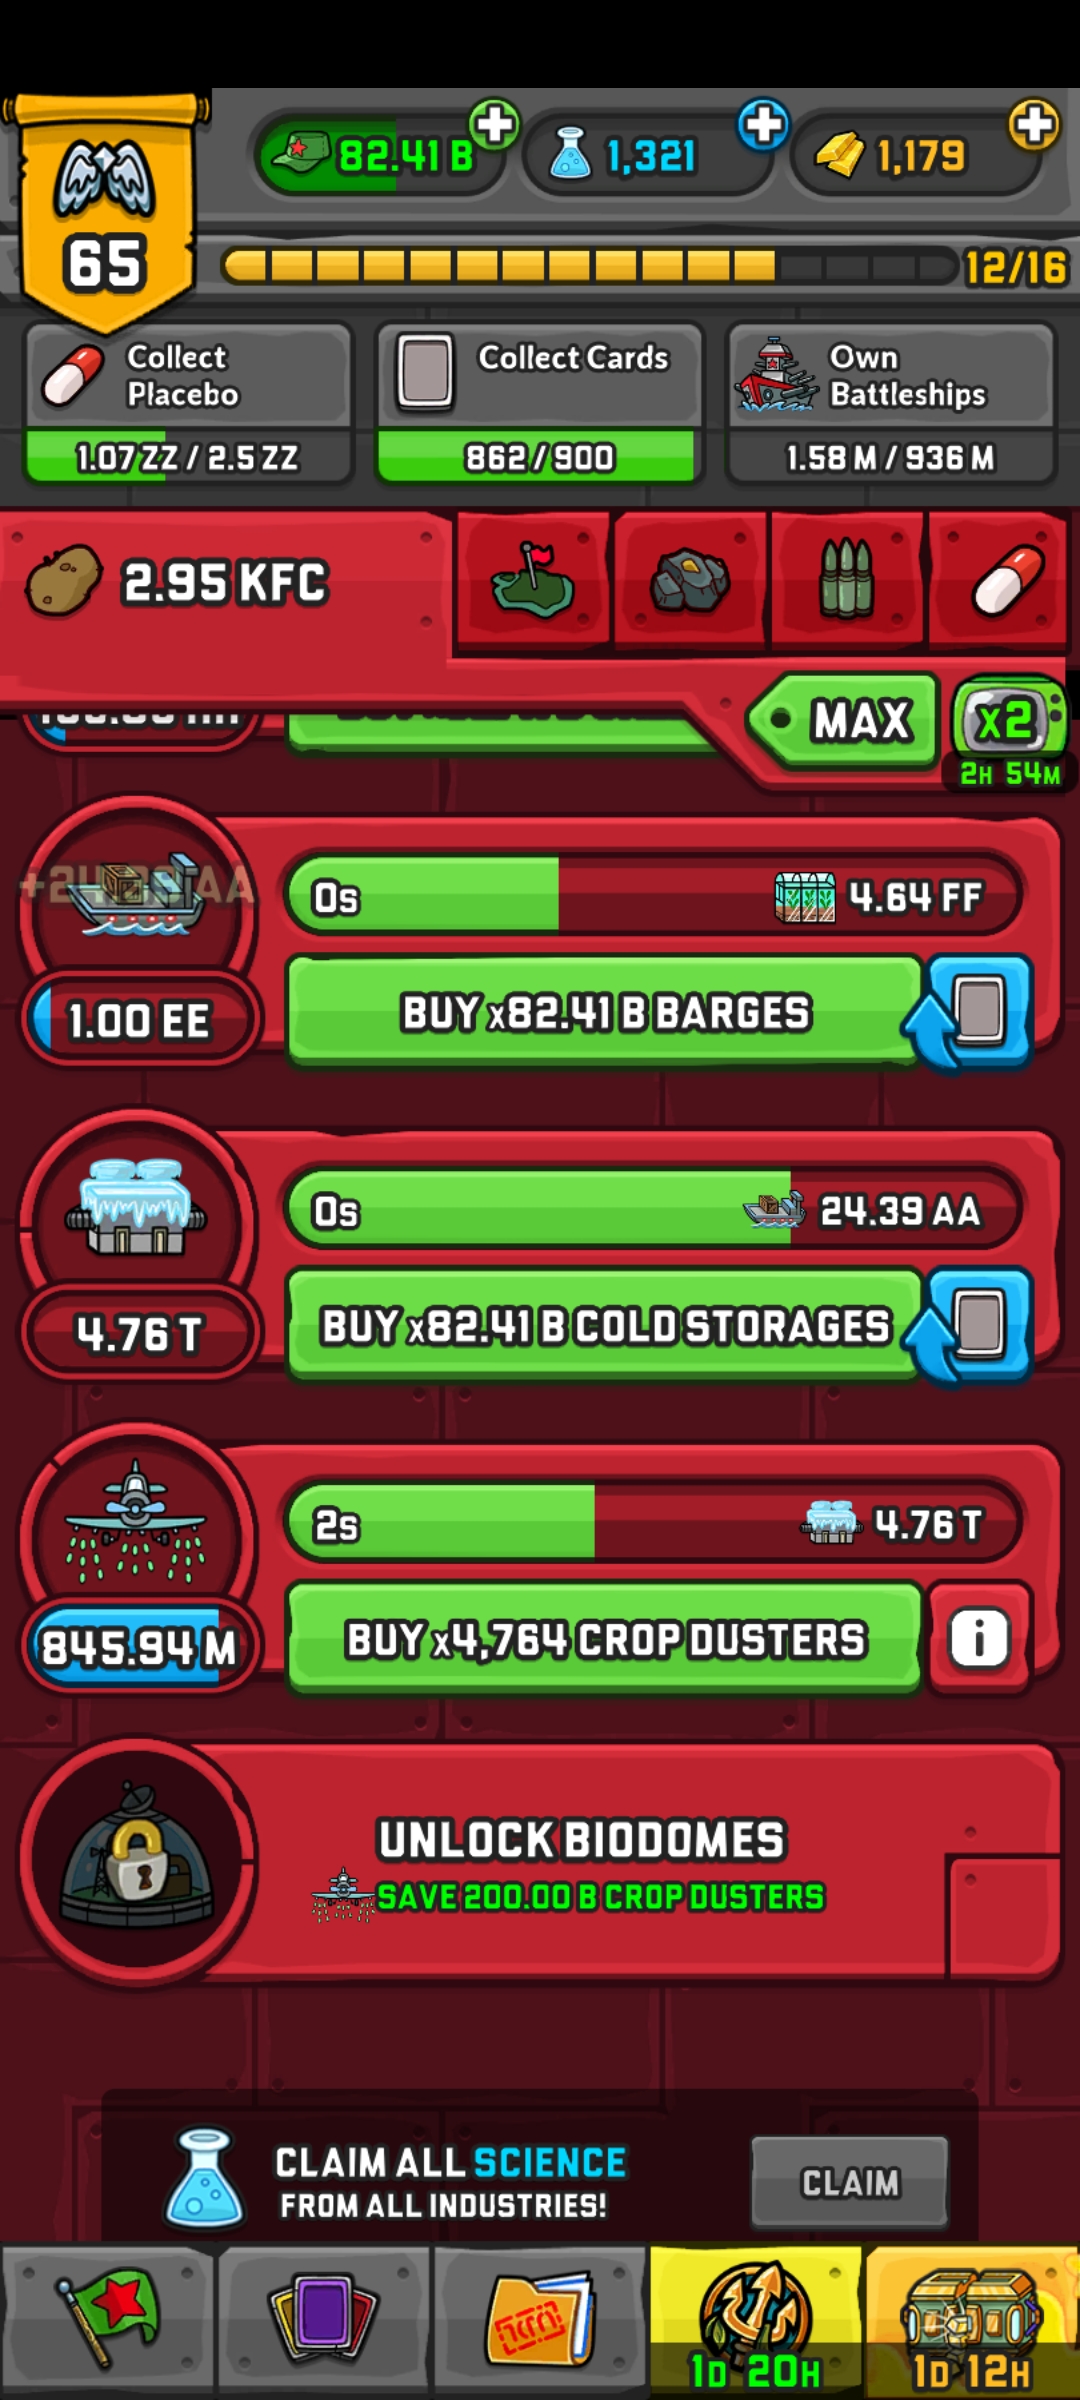 82.41 B
1,321
1,179
65
12/16
Collect
Placebo
Collect Cards
Own
Battleships
1.07 ZZ / 2.5 ZZ
862/900
1.58 M / 936 M
2.95 KFC
MAX
x2
2H 54M
0s
4.64 FF
1.00 EE
BUY x82.41 B BARGES
0s
24.39 AA
4.76 T
BUY x82.41 B COLD STORAGES
2s
4.76 T
845.94 M
BUY x4,764 CROP DUSTERS
i
UNLOCK BIODOMES
SAVE 200.00 B CROP DUSTERS
CLAIM ALL SCIENCE
FROM ALL INDUSTRIES!
CLAIM
1D 20H
1D 12H